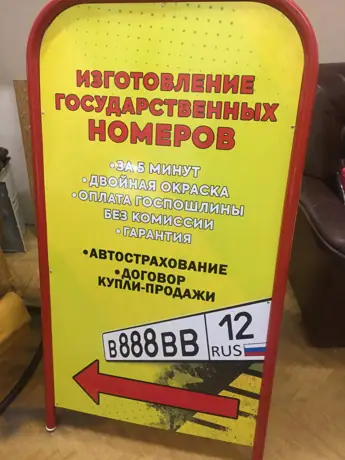 ИЗГОТОВЛЕНИЕ
ГОСУДАРСТВЕННЫХ
НОМЕРОВ
•ЗА 5 МИНУТ
•ДВОЙНАЯ ОКРАСКА
•ОПЛАТА ГОСПОШЛИНЫ
БЕЗ КОМИССИИ
•ГАРАНТИЯ
•АВТОСТРАХОВАНИЕ
•ДОГОВОР
КУПЛИ-ПРОДАЖИ
В888ВВ 12
RUS